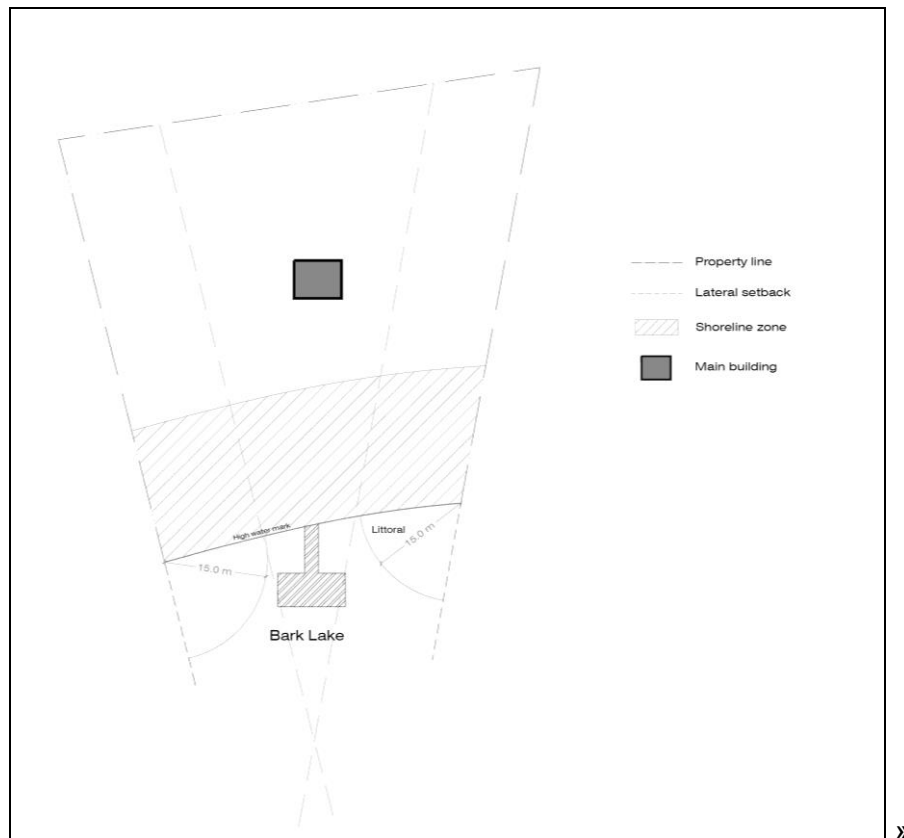 Property line
Lateral setback
Shoreline zone
Main building
High water mark
Littoral
15.0 m
15.0 m
Bark Lake
»